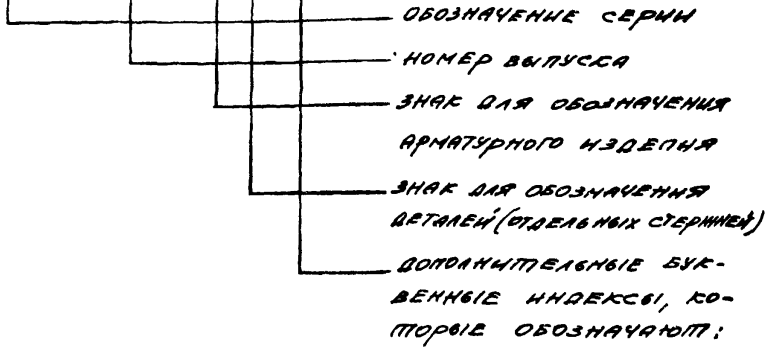 ОБОЗНАЧЕНИЕ СЕРИИ
НОМЕР ВЫПУСКА
ЗНАК ДЛЯ ОБОЗНАЧЕНИЯ
АРМАТУРНОГО ИЗДЕЛИЯ
ЗНАК ДЛЯ ОБОЗНАЧЕНИЯ
ДЕТАЛЕЙ (ОТДЕЛЬНЫХ СТЕРЖНЕЙ)
ДОПОЛНИТЕЛЬНЫЕ БУК-
ВЕННЫЕ ИНДЕКСЫ, КО-
ТОРЫЕ ОБОЗНАЧАЮТ: